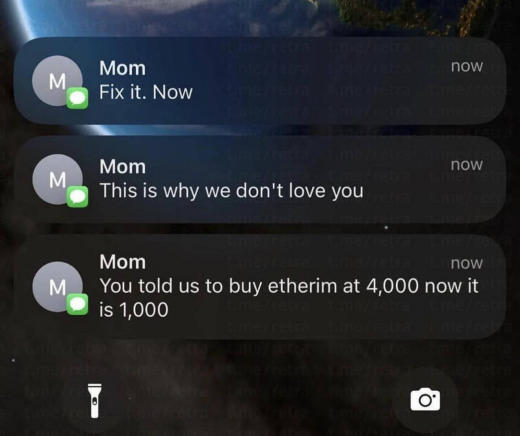 M
Mom
now
Fix it. Now
M
Mom
now
This is why we don't love you
M
Mom
now
You told us to buy etherim at 4,000 now it
is 1,000